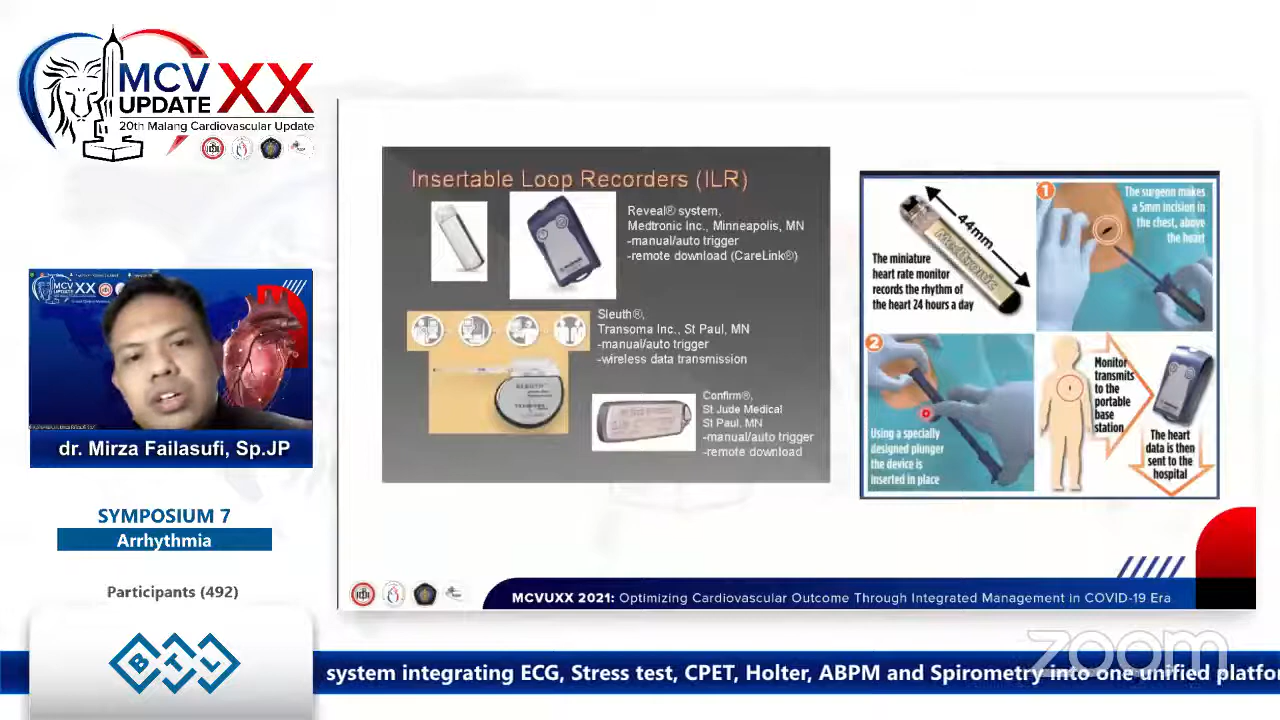 MCV XX
UPDATE
20th Malang Cardiovascular Update
dr. Mirza Failasufi, Sp.JP
SYMPOSIUM 7
Arrhythmia
Participants (492)
BTL
Insertable Loop Recorders (ILR)
Reveal® system,
Medtronic Inc., Minneapolis, MN
-manual/auto trigger
-remote download (CareLink®)
Sleuth®,
Transoma Inc., St Paul, MN
-manual/auto trigger
-wireless data transmission
Confirm®,
St Jude Medical
St Paul, MN
-manual/auto trigger
-remote download
44mm
Medtronic
The miniature
heart rate monitor
records the rhythm of
the heart 24 hours a day
1
The surgeon makes
a 5mm incision in
the chest, above
the heart
2
Using a specially
designed plunger
the device is
inserted in place
Monitor
transmits
to the
portable
base
station
The heart
data is then
sent to the
hospital
MCVUXX 2021: Optimizing Cardiovascular Outcome Through Integrated Management in COVID-19 Era
zoom
system integrating ECG, Stress test, CPET, Holter, ABPM and Spirometry into one unified platfor